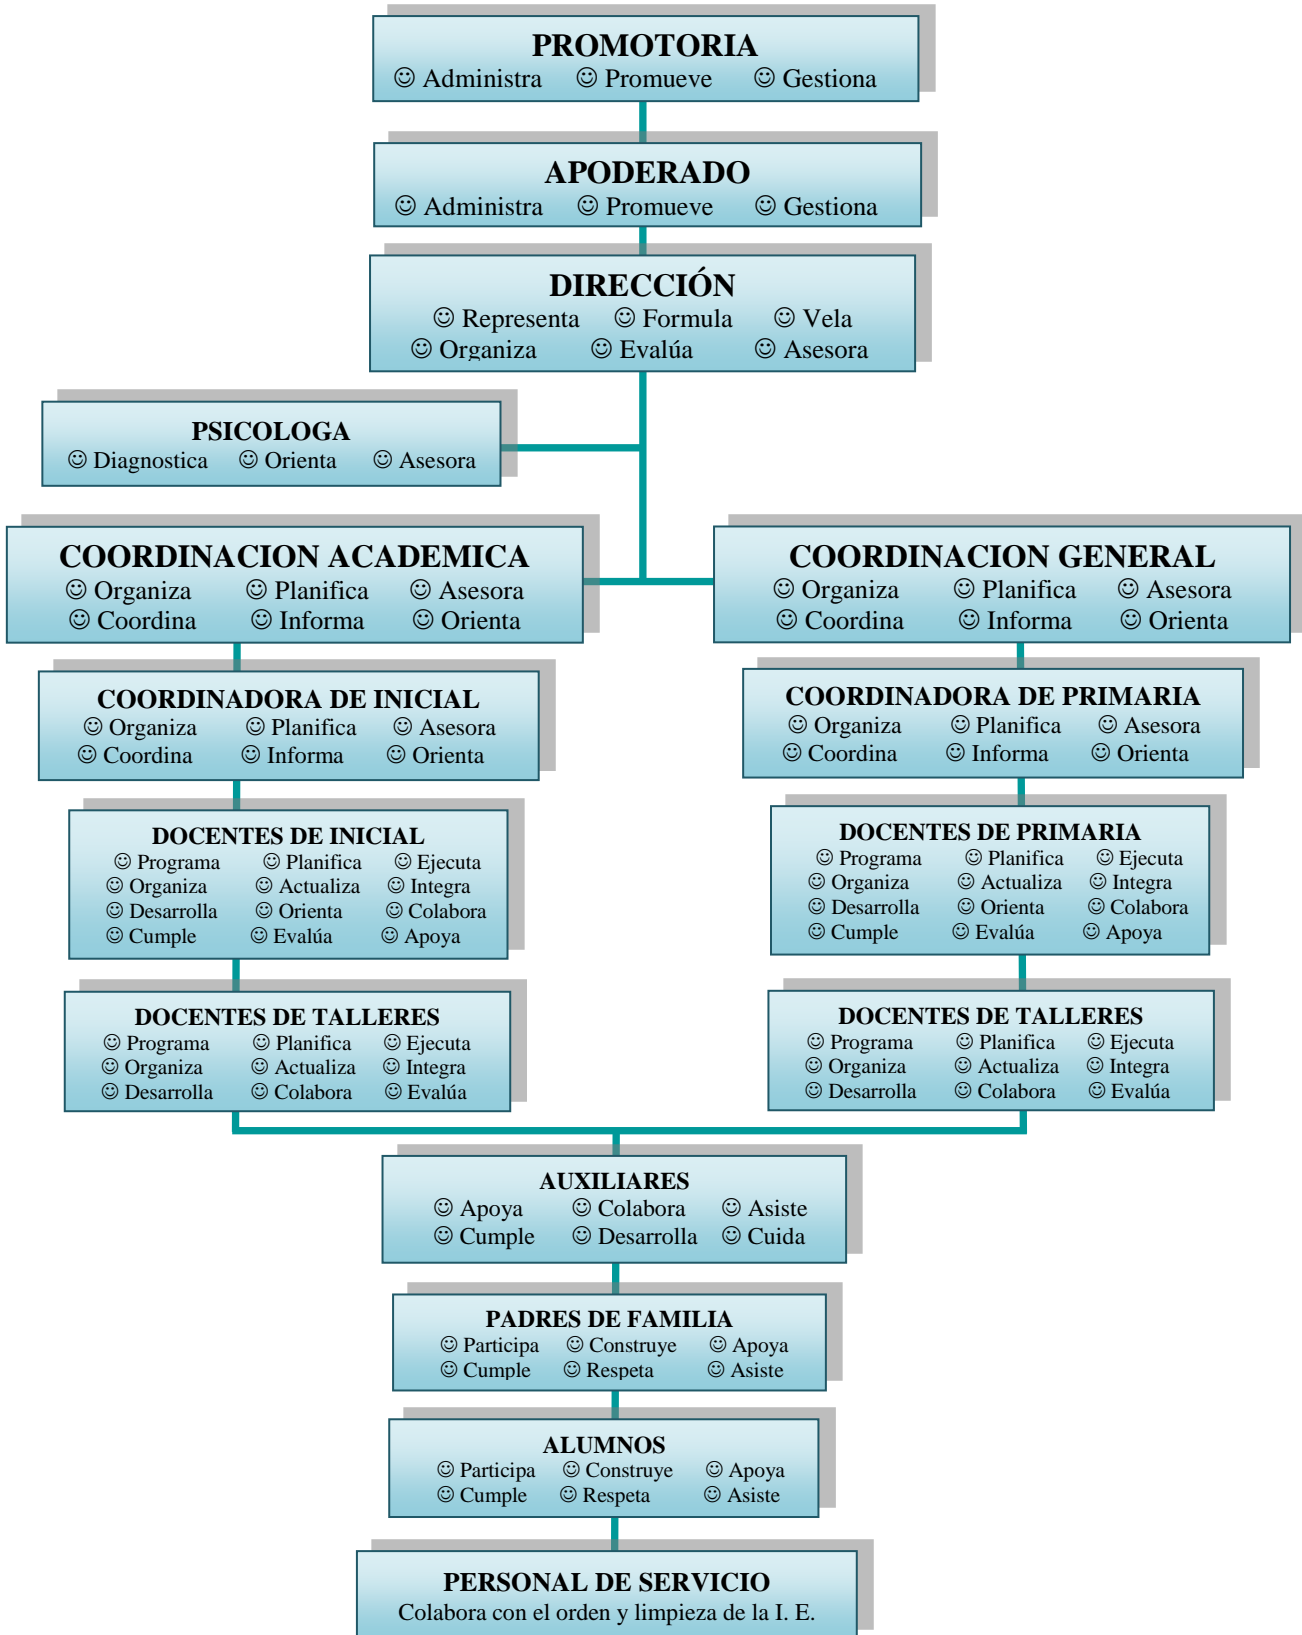 PROMOTORIA
☺ Administra ☺ Promueve ☺ Gestiona
APODERADO
☺ Administra ☺ Promueve ☺ Gestiona
DIRECCIÓN
☺ Representa ☺ Formula ☺ Vela
☺ Organiza ☺ Evalúa ☺ Asesora
PSICOLOGA
☺ Diagnostica ☺ Orienta ☺ Asesora
COORDINACION ACADEMICA
☺ Organiza ☺ Planifica ☺ Asesora
☺ Coordina ☺ Informa ☺ Orienta
COORDINACION GENERAL
☺ Organiza ☺ Planifica ☺ Asesora
☺ Coordina ☺ Informa ☺ Orienta
COORDINADORA DE INICIAL
☺ Organiza ☺ Planifica ☺ Asesora
☺ Coordina ☺ Informa ☺ Orienta
COORDINADORA DE PRIMARIA
☺ Organiza ☺ Planifica ☺ Asesora
☺ Coordina ☺ Informa ☺ Orienta
DOCENTES DE INICIAL
☺ Programa ☺ Planifica ☺ Ejecuta
☺ Organiza ☺ Actualiza ☺ Integra
☺ Desarrolla ☺ Orienta ☺ Colabora
☺ Cumple ☺ Evalúa ☺ Apoya
DOCENTES DE PRIMARIA
☺ Programa ☺ Planifica ☺ Ejecuta
☺ Organiza ☺ Actualiza ☺ Integra
☺ Desarrolla ☺ Orienta ☺ Colabora
☺ Cumple ☺ Evalúa ☺ Apoya
DOCENTES DE TALLERES
☺ Programa ☺ Planifica ☺ Ejecuta
☺ Organiza ☺ Actualiza ☺ Integra
☺ Desarrolla ☺ Colabora ☺ Evalúa
DOCENTES DE TALLERES
☺ Programa ☺ Planifica ☺ Ejecuta
☺ Organiza ☺ Actualiza ☺ Integra
☺ Desarrolla ☺ Colabora ☺ Evalúa
AUXILIARES
☺ Apoya ☺ Colabora ☺ Asiste
☺ Cumple ☺ Desarrolla ☺ Cuida
PADRES DE FAMILIA
☺ Participa ☺ Construye ☺ Apoya
☺ Cumple ☺ Respeta ☺ Asiste
ALUMNOS
☺ Participa ☺ Construye ☺ Apoya
☺ Cumple ☺ Respeta ☺ Asiste
PERSONAL DE SERVICIO
Colabora con el orden y limpieza de la I. E.